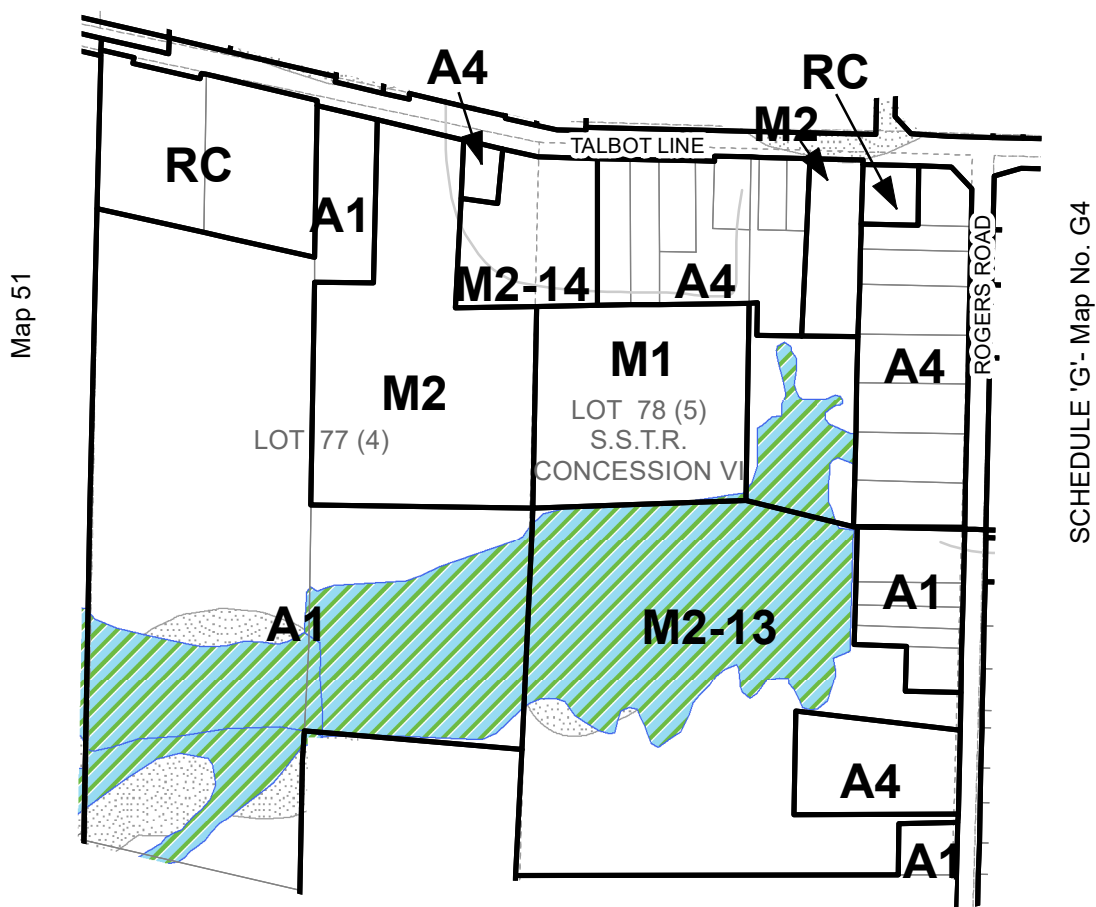 A4
RC
M2
TALBOT LINE
RC
A1
M2-14
A4
ROGERS ROAD
Map 51
SCHEDULE 'G'- Map No. G4
M1
A4
M2
LOT 78 (5)
LOT 77 (4)
S.S.T.R.
CONCESSION VI
A1
A1
M2-13
A4
A1